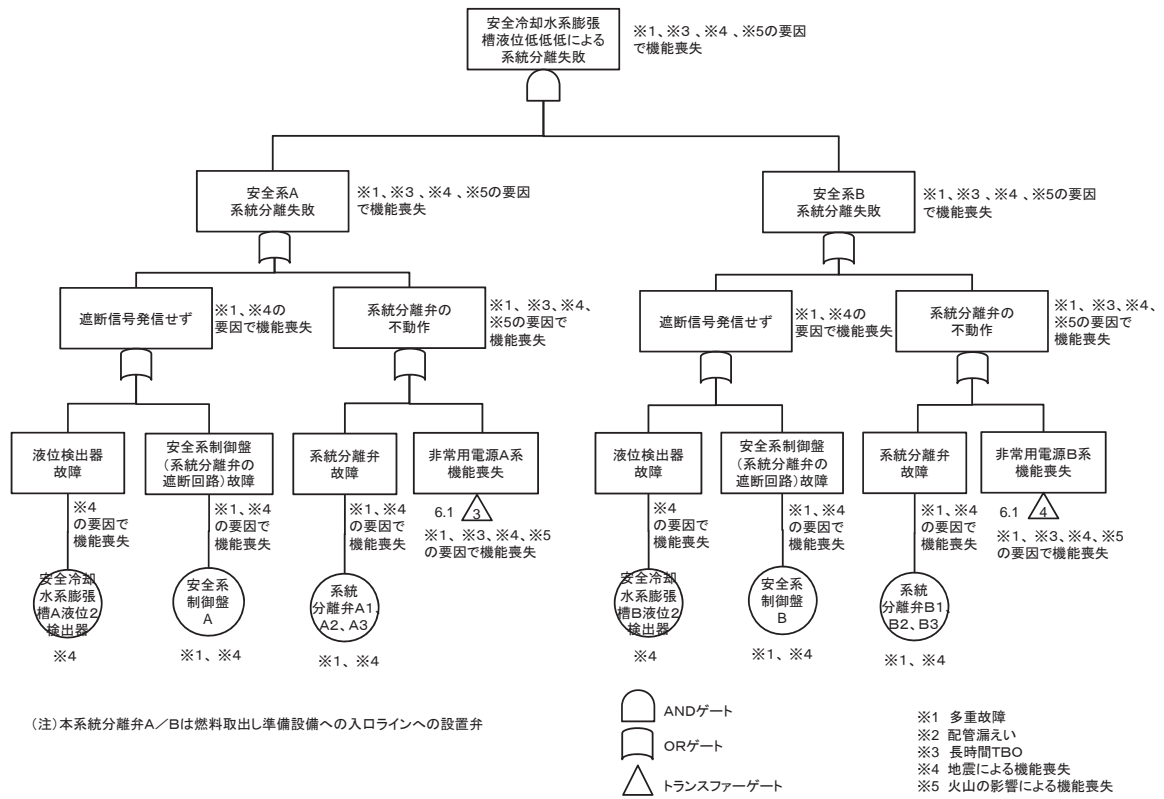 安全冷却水系膨張
槽液位低低低による
系統分離失敗
※1、※3 、※4 、※5の要因
で機能喪失
安全系A
系統分離失敗
※1、※3 、※4 、※5の要因
で機能喪失
安全系B
系統分離失敗
※1、※3 、※4 、※5の要因
で機能喪失
遮断信号発信せず
※1、※4の
要因で機能喪失
系統分離弁の
不動作
※1、※3、※4、
※5の要因で
機能喪失
遮断信号発信せず
※1、※4の
要因で機能喪失
系統分離弁の
不動作
※1、※3、※4、
※5の要因で
機能喪失
液位検出器
故障
安全系制御盤
(系統分離弁の
遮断回路)故障
系統分離弁
故障
非常用電源A系
機能喪失
液位検出器
故障
安全系制御盤
(系統分離弁の
遮断回路)故障
系統分離弁
故障
非常用電源B系
機能喪失
※4
の要因で
機能喪失
※1、※4
の要因で
機能喪失
※1、※4
の要因で
機能喪失
6.1 3
※1、※3、※4、※5
の要因で機能喪失
※4
の要因で
機能喪失
※1、※4
の要因で
機能喪失
※1、※4
の要因で
機能喪失
6.1 4
※1、※3、※4、※5
の要因で機能喪失
安全冷却
水系膨張
槽A液位2
検出器
※4
安全系
制御盤
A
※1、※4
系統
分離弁A1、
A2、A3
※1、※4
安全冷却
水系膨張
槽B液位2
検出器
※4
安全系
制御盤
B
※1、※4
系統
分離弁B1、
B2、B3
※1、※4
(注)本系統分離弁A/Bは燃料取出し準備設備への入口ラインへの設置弁
ANDゲート
ORゲート
トランスファーゲート
※1 多重故障
※2 配管漏えい
※3 長時間TBO
※4 地震による機能喪失
※5 火山の影響による機能喪失